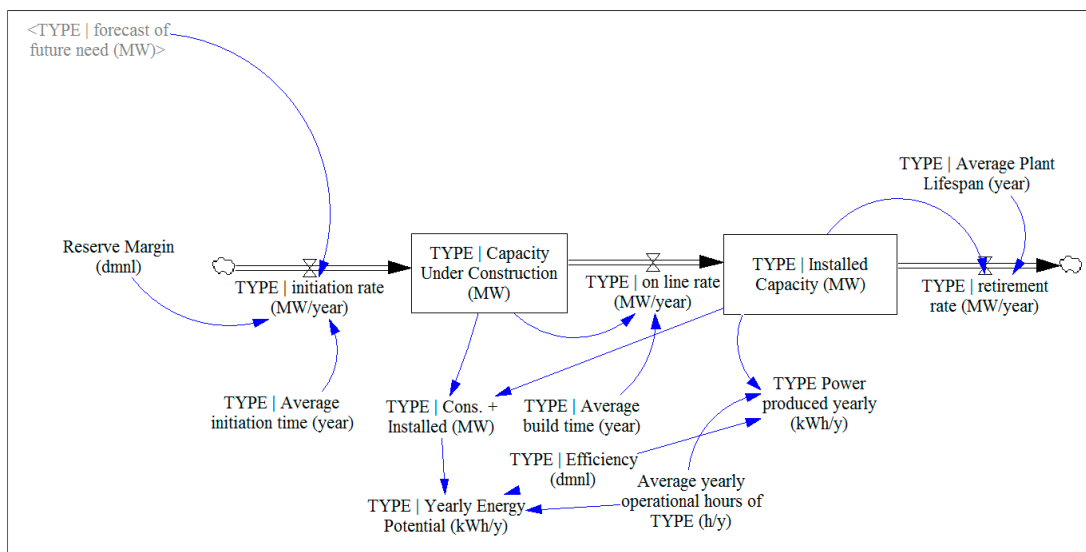 <TYPE | forecast of
future need (MW)>
TYPE | Average Plant
Lifespan (year)
Reserve Margin
(dmnl)
TYPE | initiation rate
(MW/year)
TYPE | Capacity
Under Construction
(MW)
TYPE | on line rate
(MW/year)
TYPE | Installed
Capacity (MW)
TYPE | retirement
rate (MW/year)
TYPE | Average
initiation time (year)
TYPE | Cons. +
Installed (MW)
TYPE | Average
build time (year)
TYPE Power
produced yearly
(kWh/y)
TYPE | Efficiency
(dmnl)
TYPE | Yearly Energy
Potential (kWh/y)
Average yearly
operational hours of
TYPE (h/y)